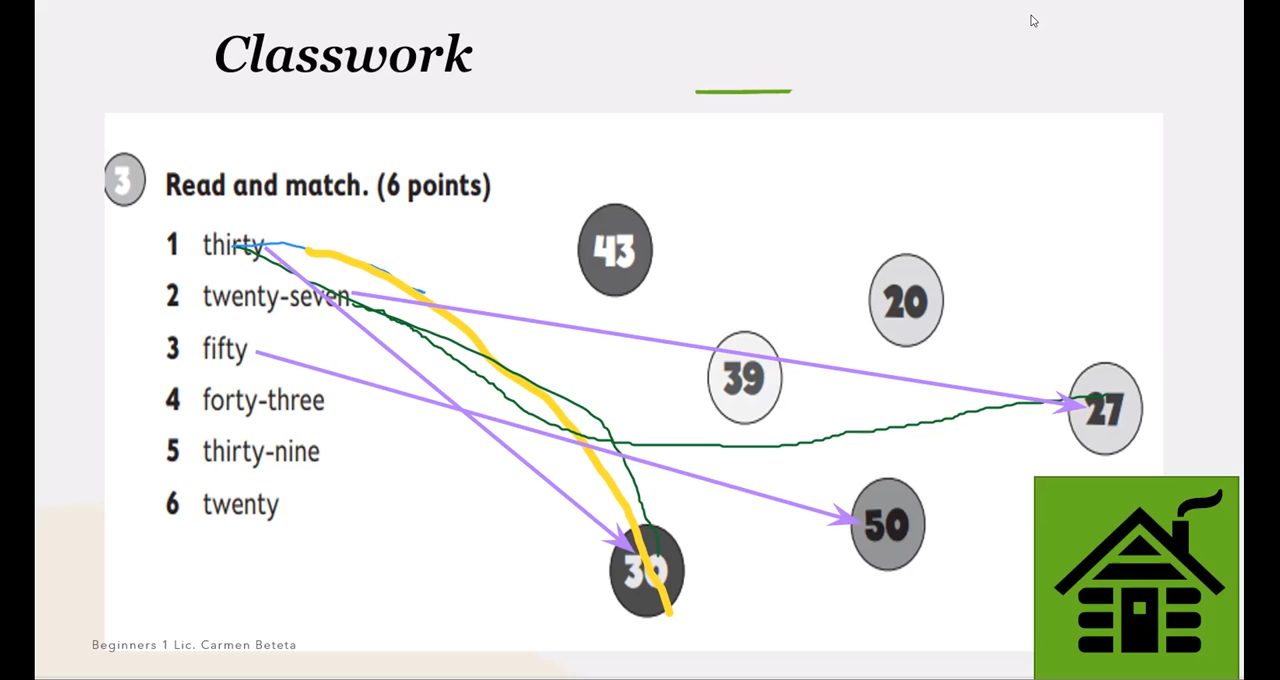 Classwork
3 Read and match. (6 points)
1 thirty
43
2 twenty-seven
20
3 fifty
39
4 forty-three
27
5 thirty-nine
6 twenty
50
30
Beginners 1 Lic. Carmen Beteta